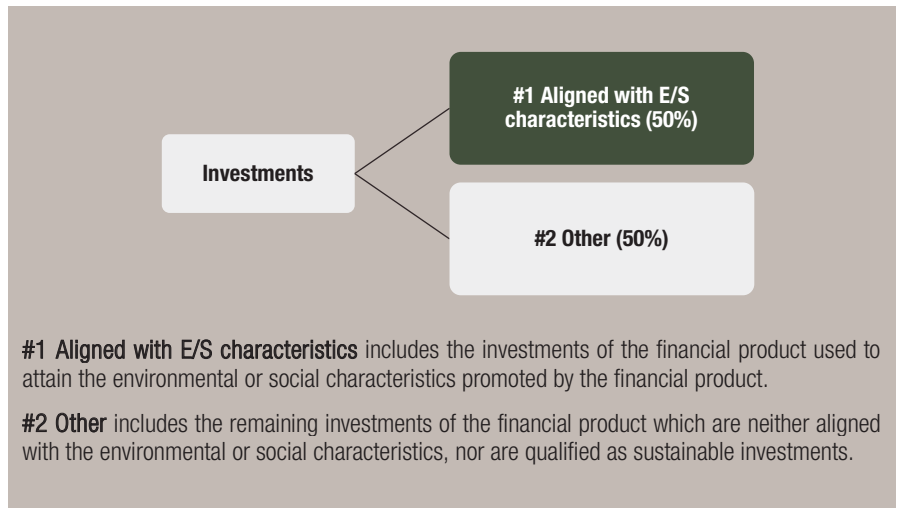 #1 Aligned with E/S
characteristics (50%)
Investments
#2 Other (50%)
#1 Aligned with E/S characteristics includes the investments of the financial product used to
attain the environmental or social characteristics promoted by the financial product.
#2 Other includes the remaining investments of the financial product which are neither aligned
with the environmental or social characteristics, nor are qualified as sustainable investments.